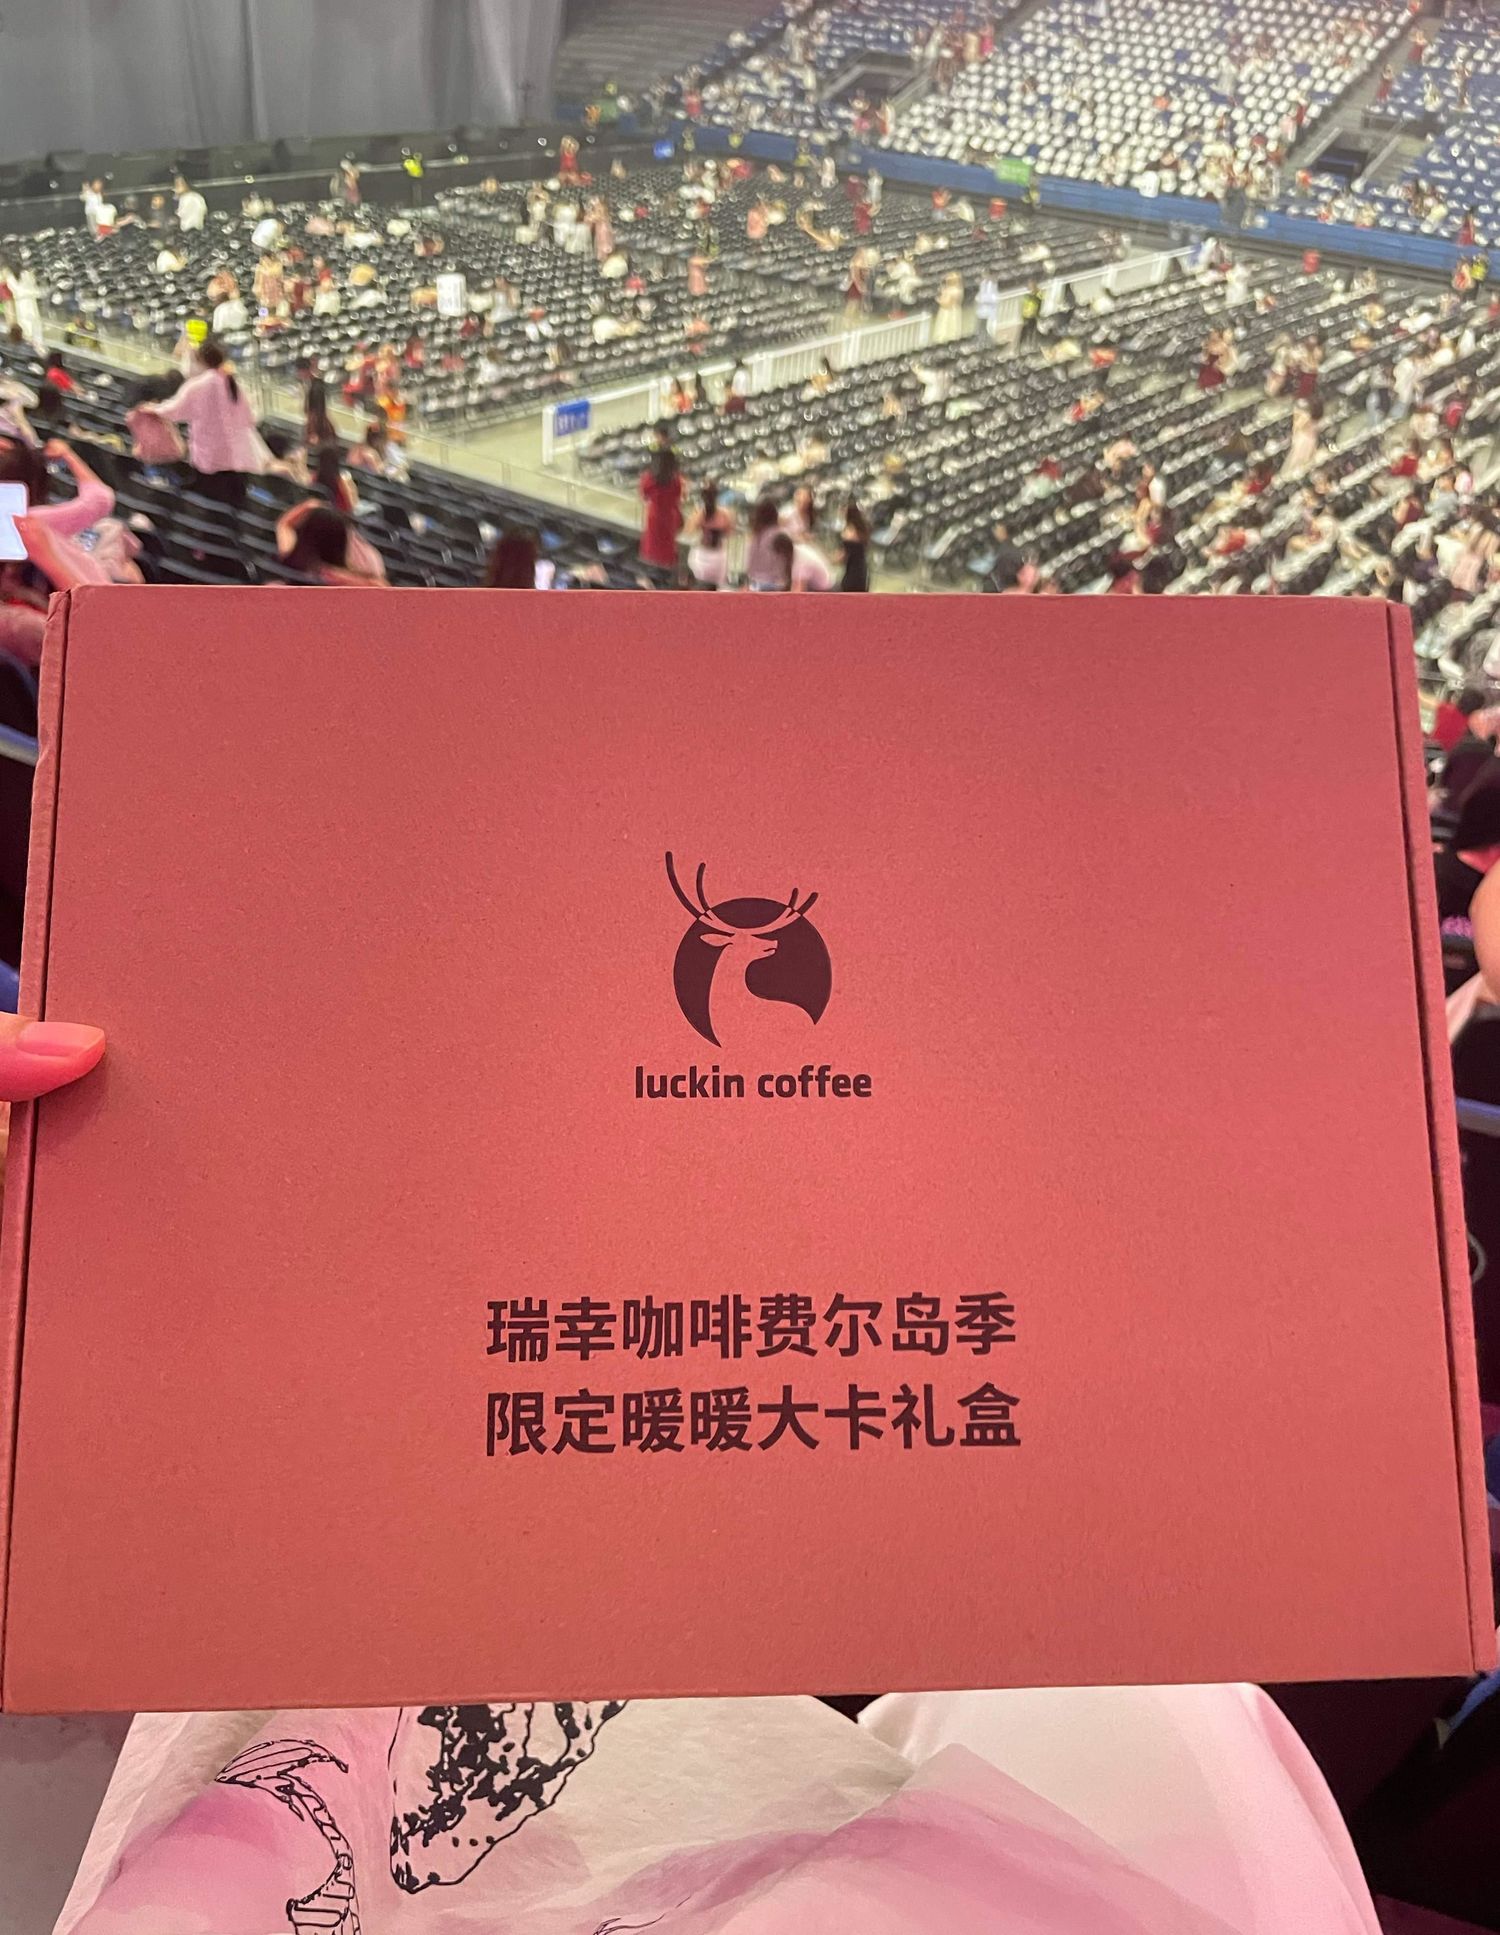 luckin coffee
瑞幸咖啡费尔岛季
限定暖暖大卡礼盒